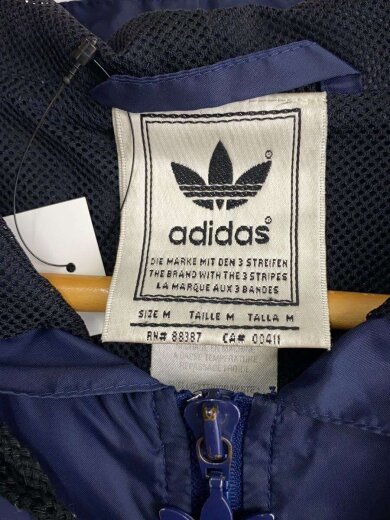 adidas®
DIE MARKE MIT DEN 3 STREIFEN
THE BRAND WITH THE 3 STRIPES
LA MARQUE AUX 3 BANDES
SIZE M TAILLE M TALLA M
RN# 88387 CA# 00411
TEMPERATURE